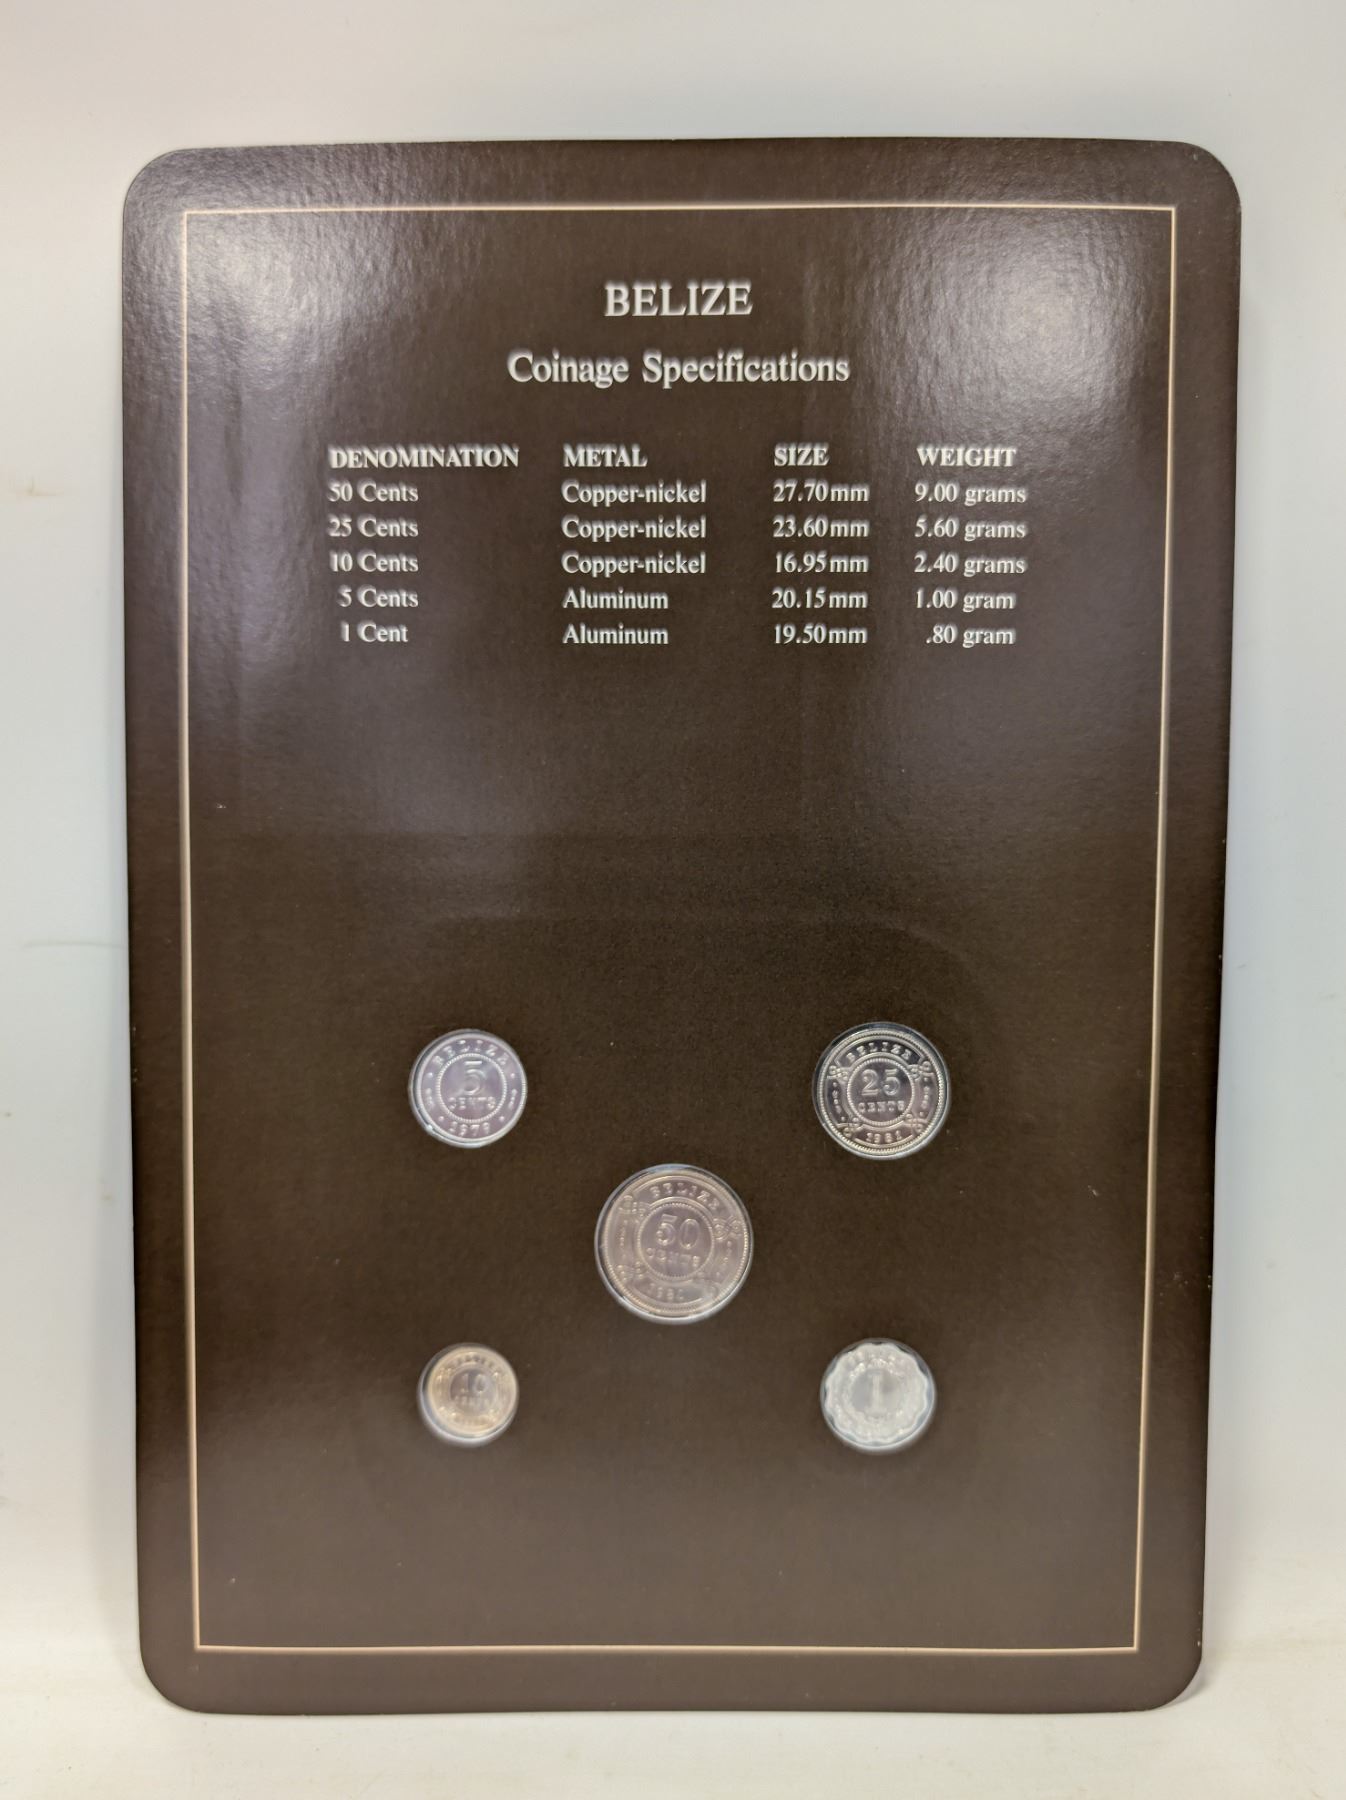 BELIZE
Coinage Specifications
DENOMINATION METAL SIZE WEIGHT
50 Cents Copper-nickel 27.70mm 9.00 grams
25 Cents Copper-nickel 23.60mm 5.60 grams
10 Cents Copper-nickel 16.95mm 2.40 grams
5 Cents Aluminum 20.15mm 1.00 gram
1 Cent Aluminum 19.50mm .80 gram
BELIZE
5
CENTS
1979
BELIZE
25
CENTS
1981
BELIZE
50
CENTS
1981
10
1